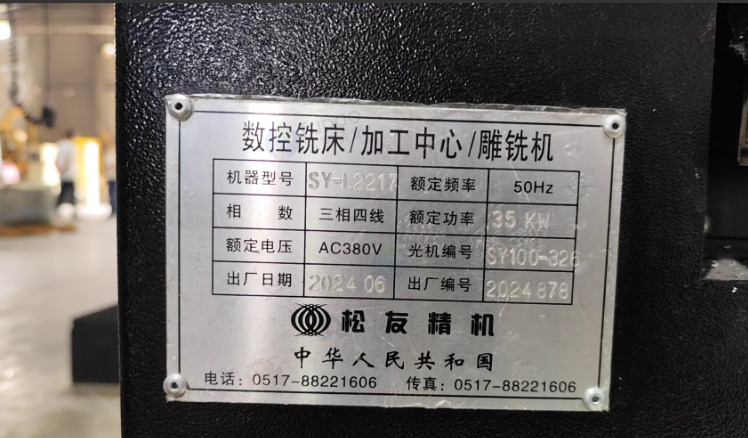 数控铣床/加工中心/雕铣机
机器型号 SY-L2217 额定频率 50Hz
相 数 三相四线 额定功率 35 KW
额定电压 AC380V 光机编号 SY100-326
出厂日期 2024 06 出厂编号 2024878
松友精机
中华人民共和国
电话: 0517-88221606 传真: 0517-88221606